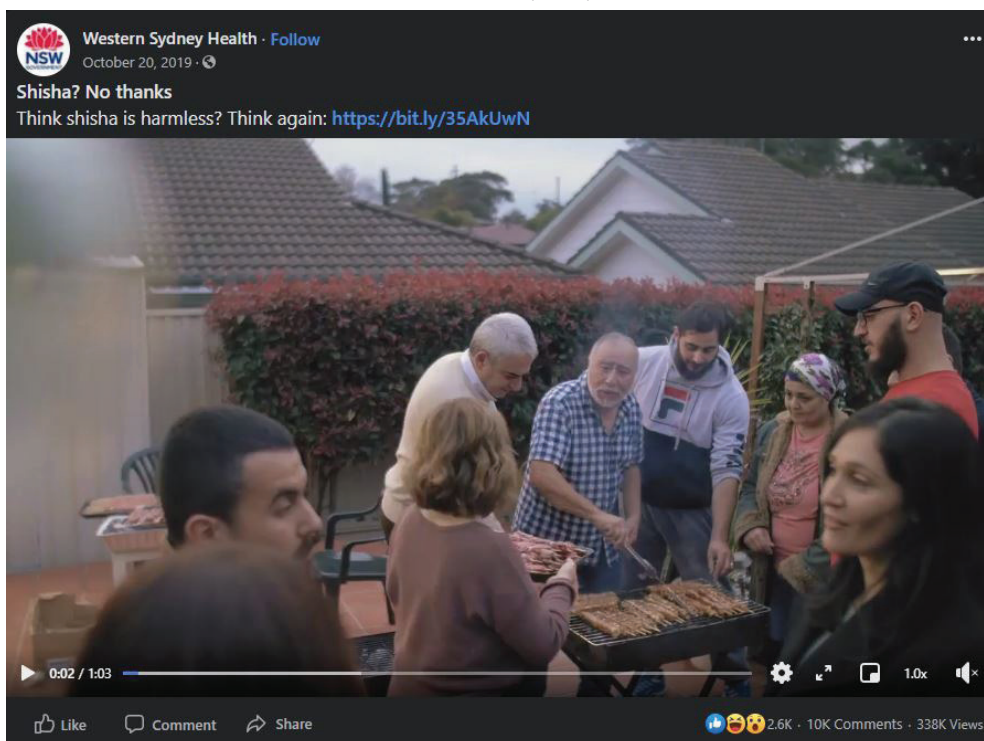 Western Sydney Health · Follow
NSW
GOVERNMENT
October 20, 2019 ·
Shisha? No thanks
Think shisha is harmless? Think again: https://bit.ly/35AkUwN
0:02 / 1:03
1.0x
Like Comment Share 2.6K · 10K Comments · 338K Views